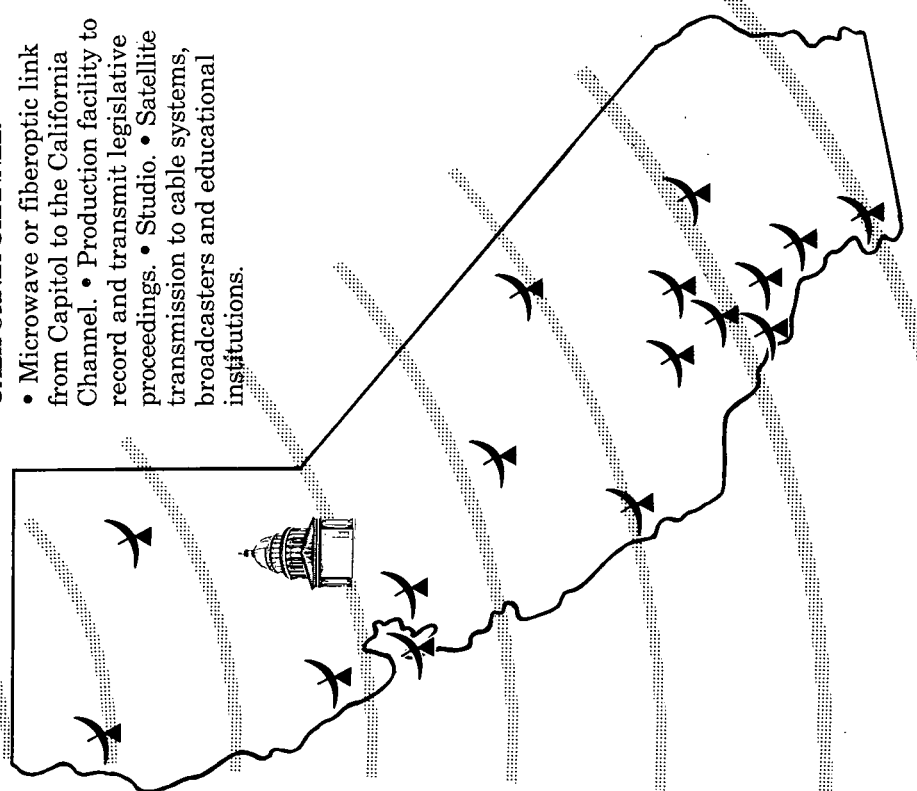 • Microwave or fiberoptic link
from Capitol to the California
Channel. • Production facility to
record and transmit legislative
proceedings. • Studio. • Satellite
transmission to cable systems,
broadcasters and educational
institutions.